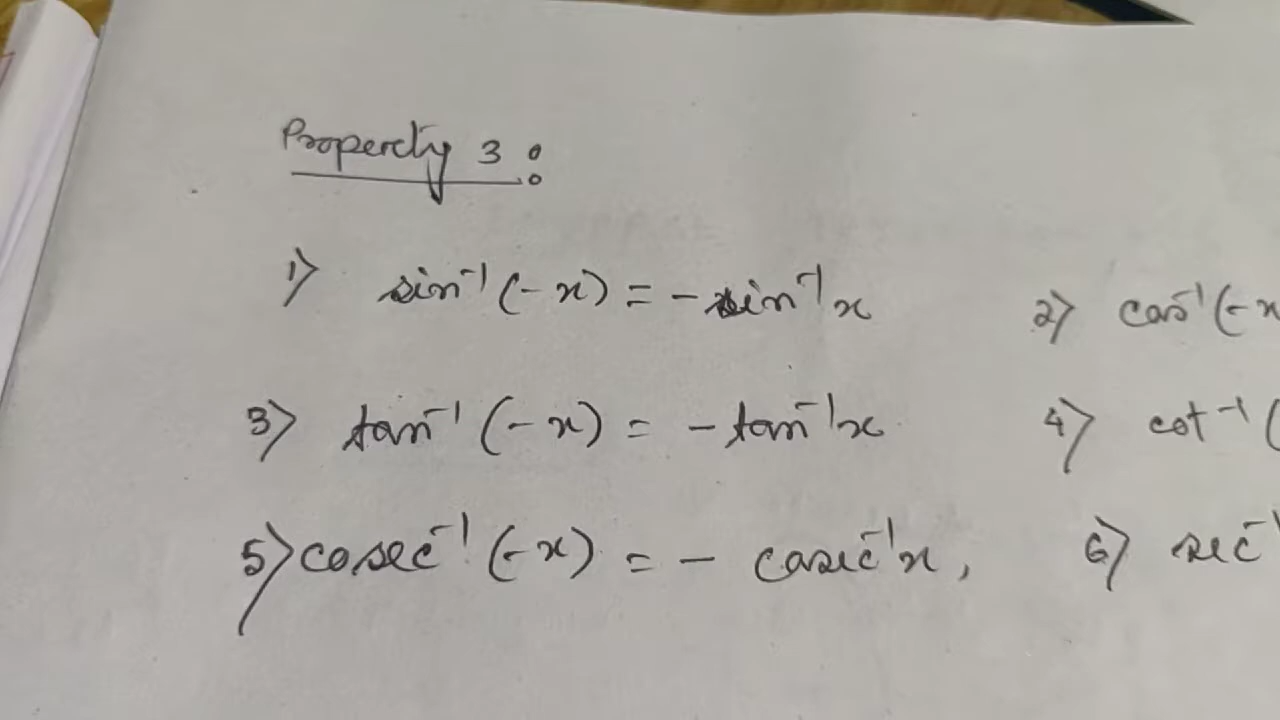 Property 3:
1) sin⁻¹(-x) = -sin⁻¹x 2) cos⁻¹(-x
3) tan⁻¹(-x) = -tan⁻¹x 4) cot⁻¹(
5) cosec⁻¹(-x) = - cosec⁻¹x, 6) sec⁻¹